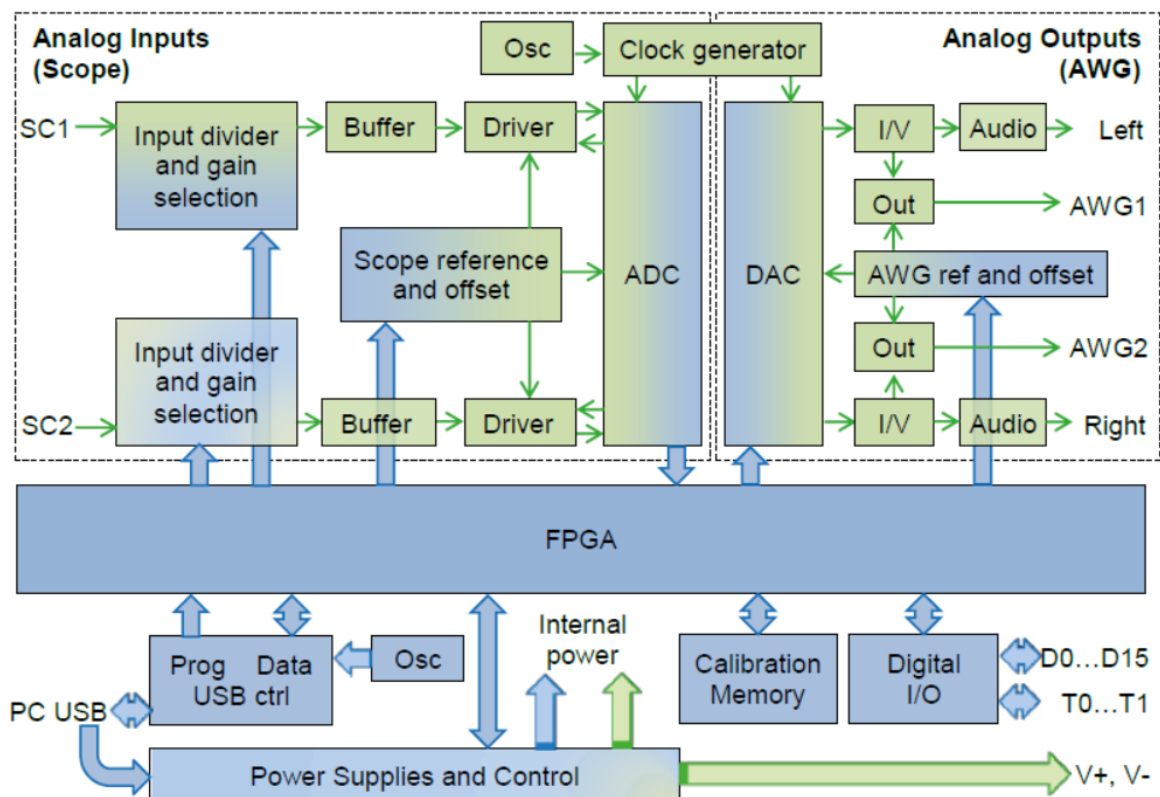 Analog Inputs
(Scope)
Osc
Clock generator
Analog Outputs
(AWG)
SC1
Input divider
and gain
selection
Buffer
Driver
I/V
Audio
Left
Out
AWG1
Scope reference
and offset
ADC
DAC
AWG ref and offset
Input divider
and gain
selection
Out
AWG2
SC2
Buffer
Driver
I/V
Audio
Right
FPGA
Internal
power
Prog Data
USB ctrl
Osc
Calibration
Memory
Digital
I/O
D0...D15
T0...T1
PC USB
Power Supplies and Control
V+, V-